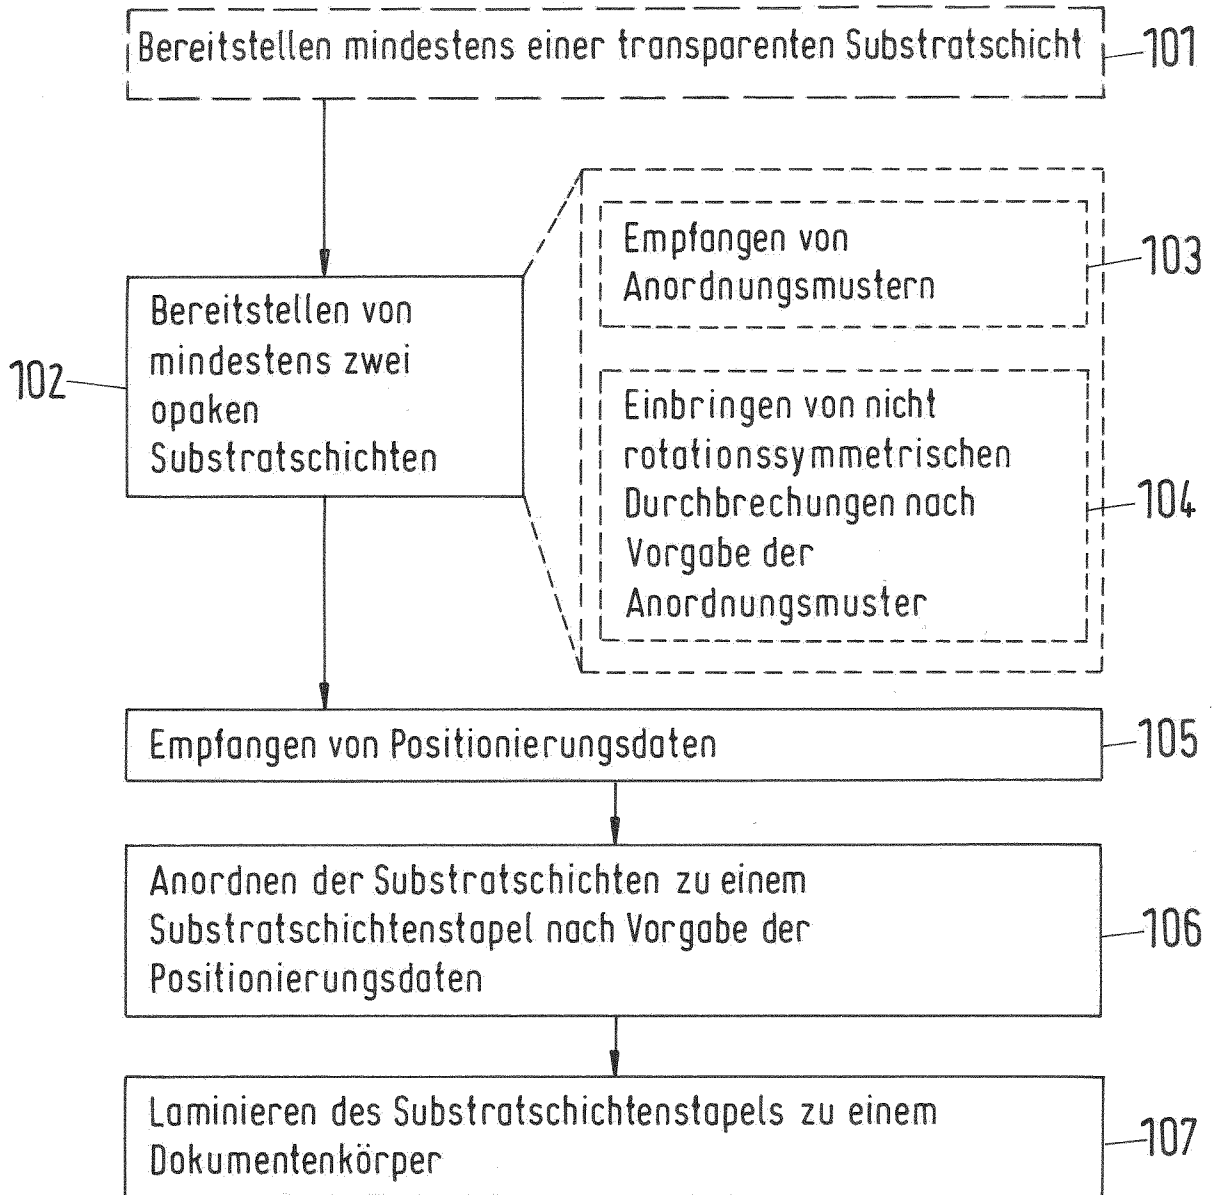 Bereitstellen mindestens einer transparenten Substratschicht
101
Bereitstellen von
mindestens zwei
opaken
Substratschichten
102
Empfangen von
Anordnungsmustern
103
Einbringen von nicht
rotationssymmetrischen
Durchbrechungen nach
Vorgabe der
Anordnungsmuster
104
Empfangen von Positionierungsdaten
105
Anordnen der Substratschichten zu einem
Substratschichtenstapel nach Vorgabe der
Positionierungsdaten
106
Laminieren des Substratschichtenstapels zu einem
Dokumentenkörper
107